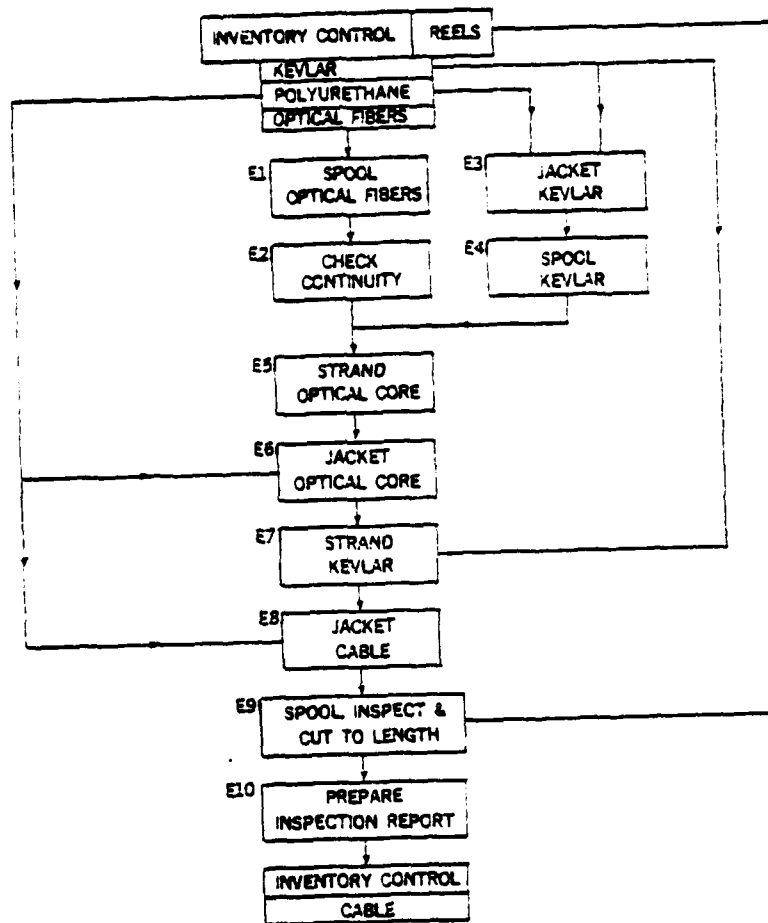 INVENTORY CONTROL REELS
KEVLAR
POLYURETHANE
OPTICAL FIBERS
E1 SPOOL
OPTICAL FIBERS
E3 JACKET
KEVLAR
E2 CHECK
CONTINUITY
E4 SPOOL
KEVLAR
E5 STRAND
OPTICAL CORE
E6 JACKET
OPTICAL CORE
E7 STRAND
KEVLAR
E8 JACKET
CABLE
E9 SPOOL, INSPECT &
CUT TO LENGTH
E10 PREPARE
INSPECTION REPORT
INVENTORY CONTROL
CABLE